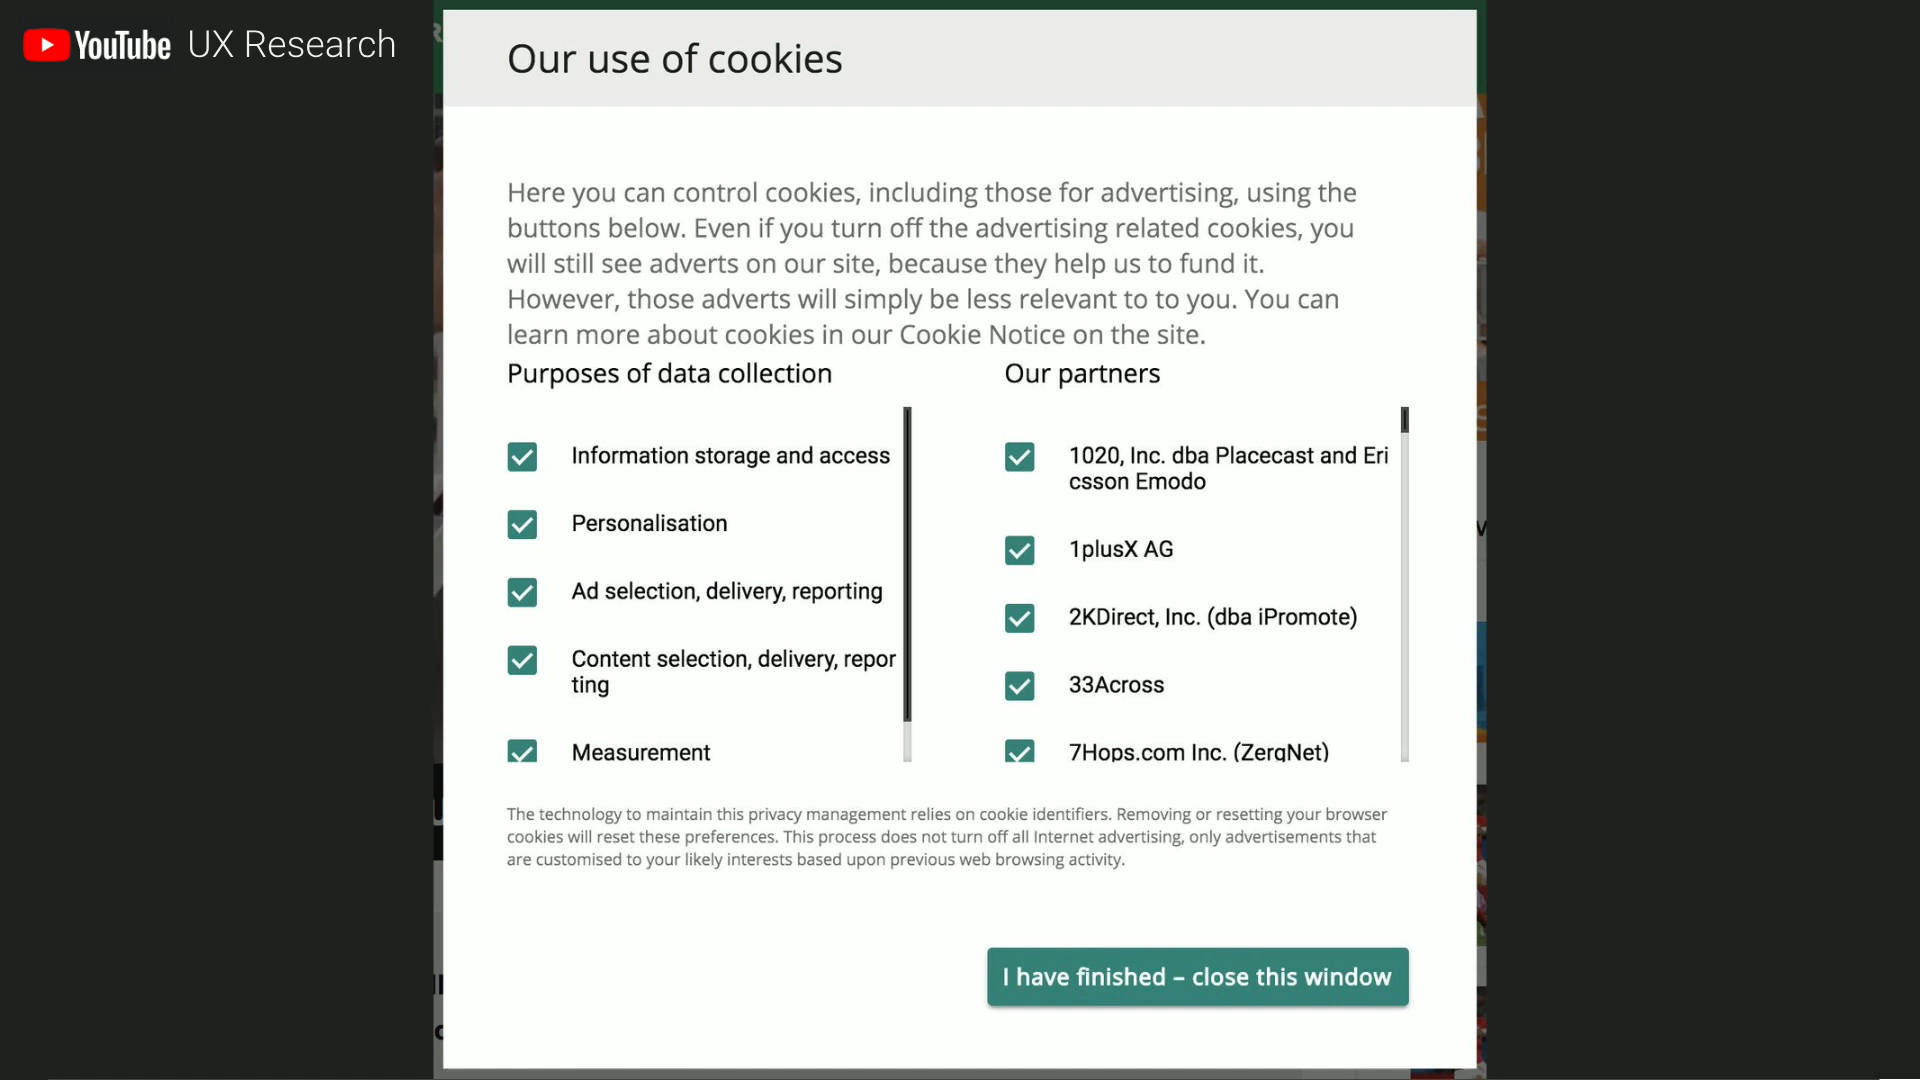 YouTube UX Research
Our use of cookies
Here you can control cookies, including those for advertising, using the
buttons below. Even if you turn off the advertising related cookies, you
will still see adverts on our site, because they help us to fund it.
However, those adverts will simply be less relevant to to you. You can
learn more about cookies in our Cookie Notice on the site.
Purposes of data collection
Information storage and access
Personalisation
Ad selection, delivery, reporting
Content selection, delivery, repor
ting
Measurement
Our partners
1020, Inc. dba Placecast and Eri
csson Emodo
1plusX AG
2KDirect, Inc. (dba iPromote)
33Across
7Hops.com Inc. (ZergNet)
The technology to maintain this privacy management relies on cookie identifiers. Removing or resetting your browser
cookies will reset these preferences. This process does not turn off all Internet advertising, only advertisements that
are customised to your likely interests based upon previous web browsing activity.
I have finished – close this window